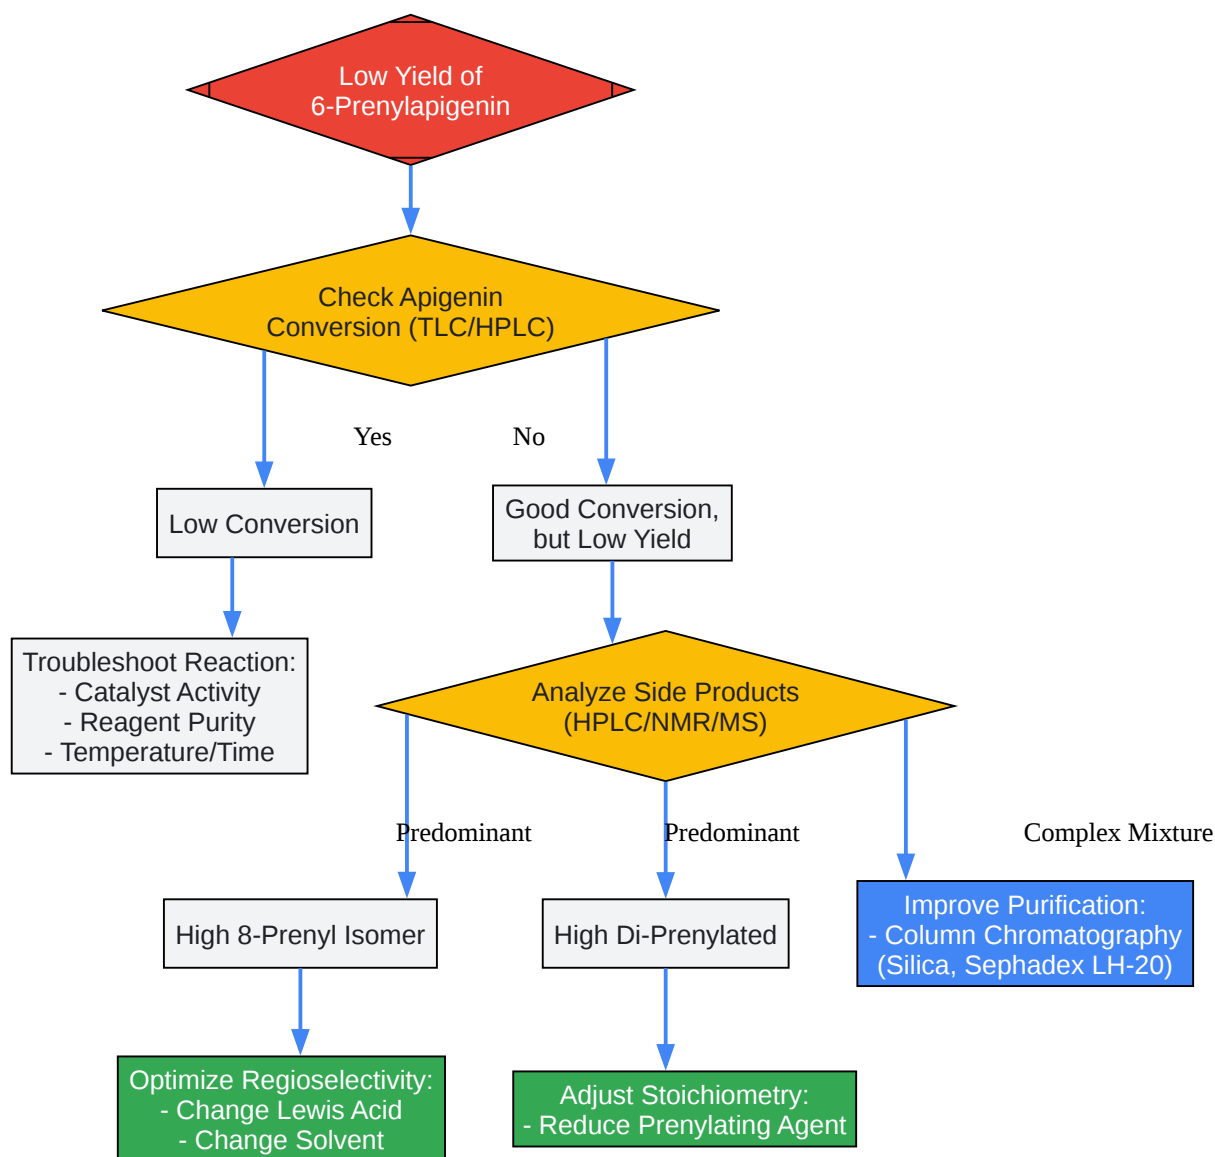 Low Yield of
6-Prenylapigenin
Check Apigenin
Conversion (TLC/HPLC)
Yes
No
Low Conversion
Good Conversion,
but Low Yield
Troubleshoot Reaction:
- Catalyst Activity
- Reagent Purity
- Temperature/Time
Analyze Side Products
(HPLC/NMR/MS)
Predominant
Predominant
Complex Mixture
High 8-Prenyl Isomer
High Di-Prenylated
Improve Purification:
- Column Chromatography
(Silica, Sephadex LH-20)
Optimize Regioselectivity:
- Change Lewis Acid
- Change Solvent
Adjust Stoichiometry:
- Reduce Prenylating Agent